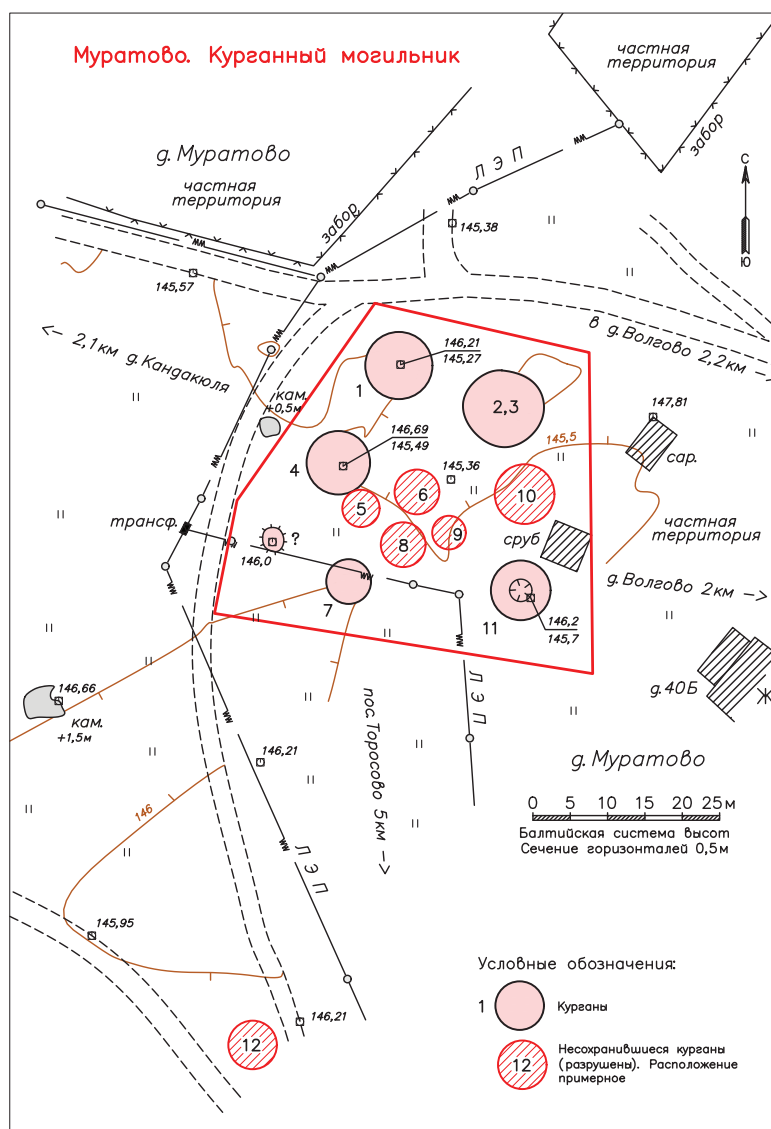 Муратово. Курганный могильник
частная
территория
забор
д. Муратово
частная
территория
забор
ЛЭП
С
Ю
145,38
145,57
в д. Волгово 2,2км —>
<— 2,1км д. Кандакюля
кам.
+0,5м
1
146,21
145,27
2,3
147,81
сар.
145,5
4
146,69
145,49
145,36
5
6
10
8
9
трансф.
?
146,0
сруб
частная
территория
7
д. Волгово 2км —>
11
146,2
145,7
146,66
кам.
+1,5м
ЛЭП
д.40Б
Ж
пос. Торосово 5км —>
146,21
146
д. Муратово
0 5 10 15 20 25м
Балтийская система высот
Сечение горизонталей 0,5м
ЛЭП
145,95
146,21
12
Условные обозначения:
1 Курганы
12
Несохранившиеся курганы
(разрушены). Расположение
примерное